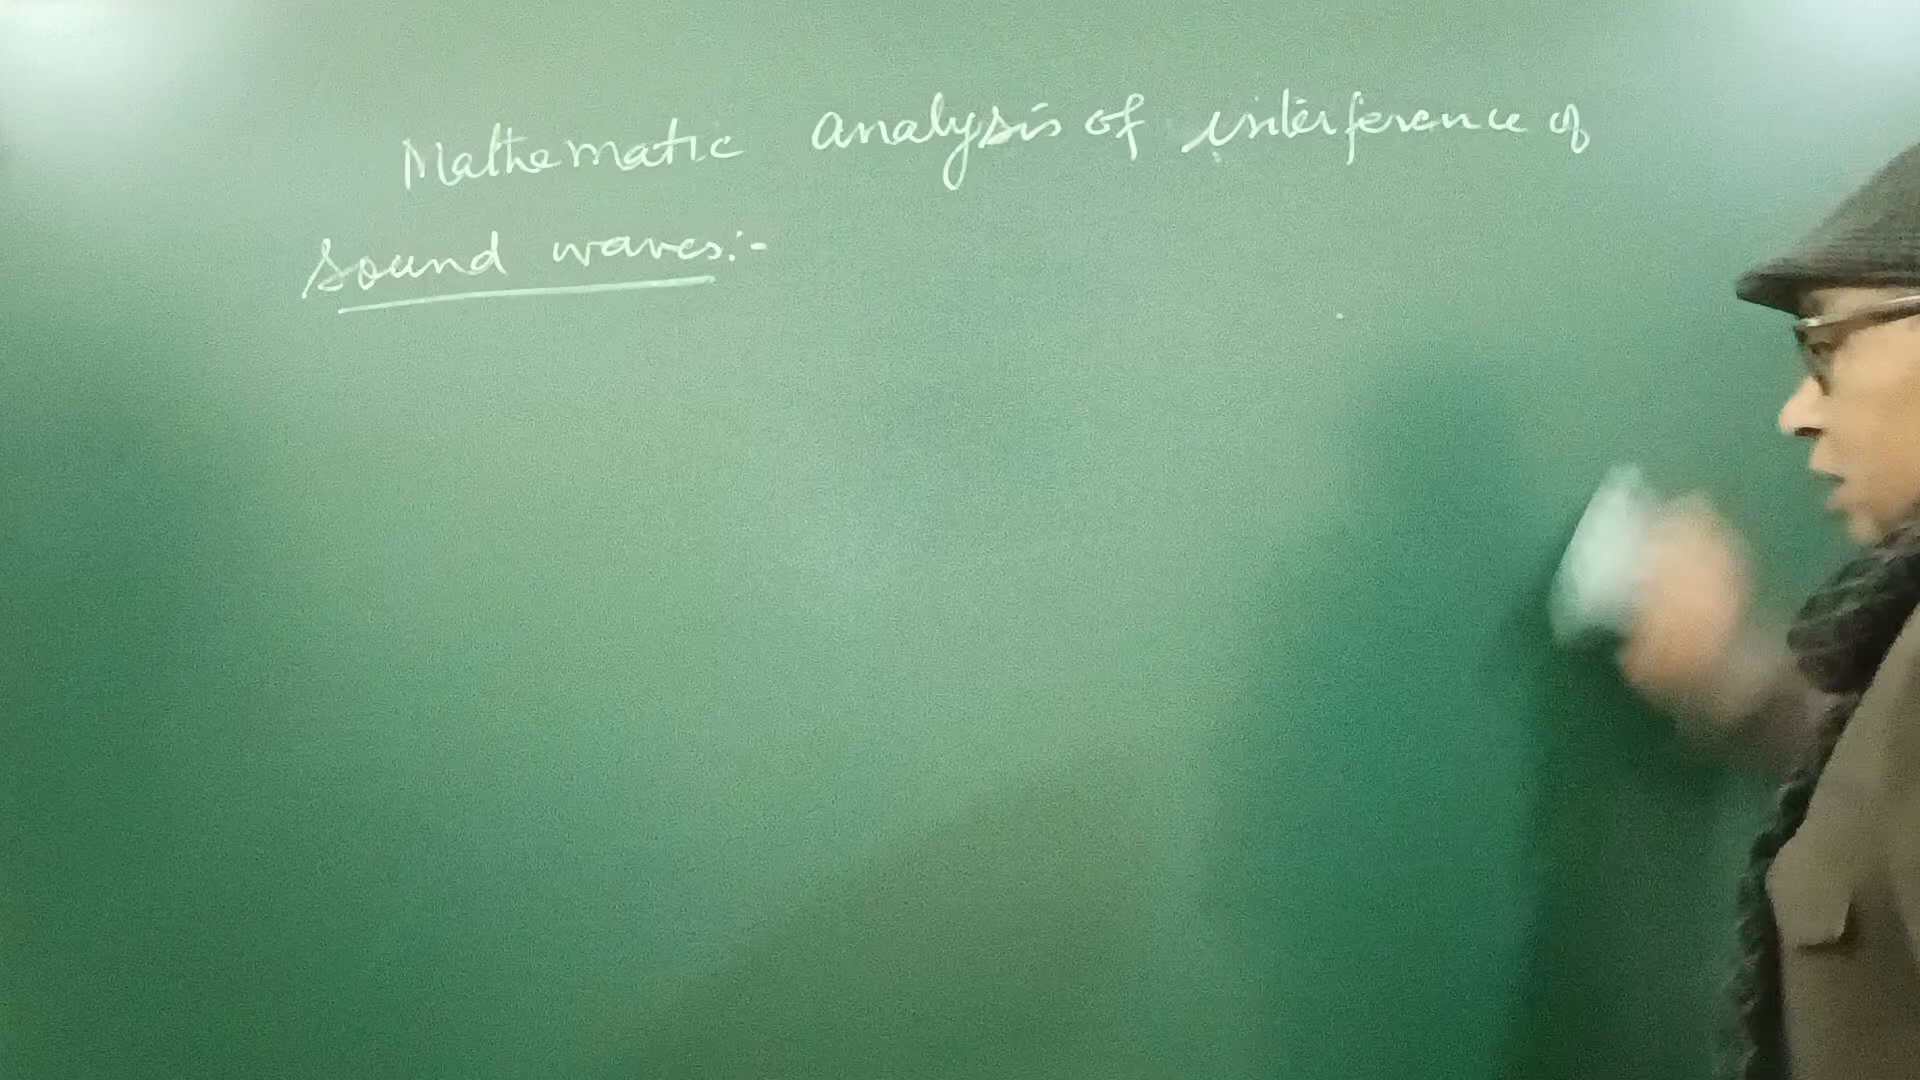 Mathematic analysis of interference of
sound waves:-